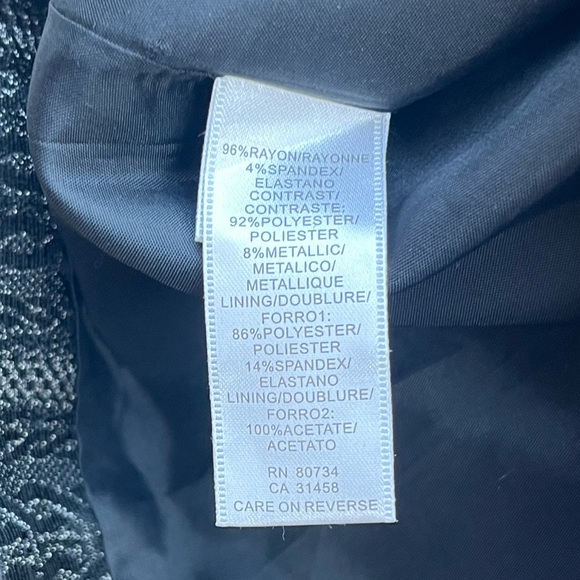 96%RAYON/RAYONNE
4%SPANDEX/
ELASTANO
CONTRAST/
CONTRASTE:
92%POLYESTER/
POLIESTER
8%METALLIC/
METALICO/
METALLIQUE
LINING/DOUBLURE/
FORRO1:
86%POLYESTER/
POLIESTER
14%SPANDEX/
ELASTANO
LINING/DOUBLURE/
FORRO2:
100%ACETATE/
ACETATO
RN 80734
CA 31458
CARE ON REVERSE